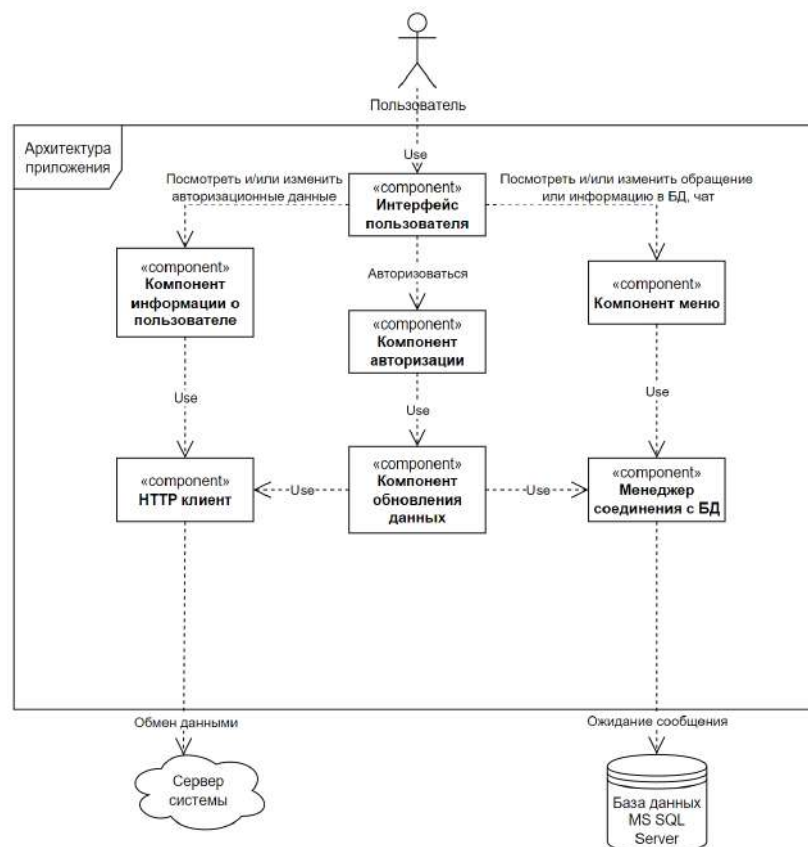 Пользователь
Архитектура
приложения
Use
Посмотреть и/или изменить
авторизационные данные
«component»
Интерфейс
пользователя
Посмотреть и/или изменить обращение
или информацию в БД, чат
«component»
Компонент
информации о
пользователе
Авторизоваться
«component»
Компонент меню
«component»
Компонент
авторизации
Use
Use
Use
«component»
HTTP клиент
Use
«component»
Компонент
обновления
данных
Use
«component»
Менеджер
соединения с БД
Обмен данными
Ожидание сообщения
Сервер
системы
База данных
MS SQL
Server